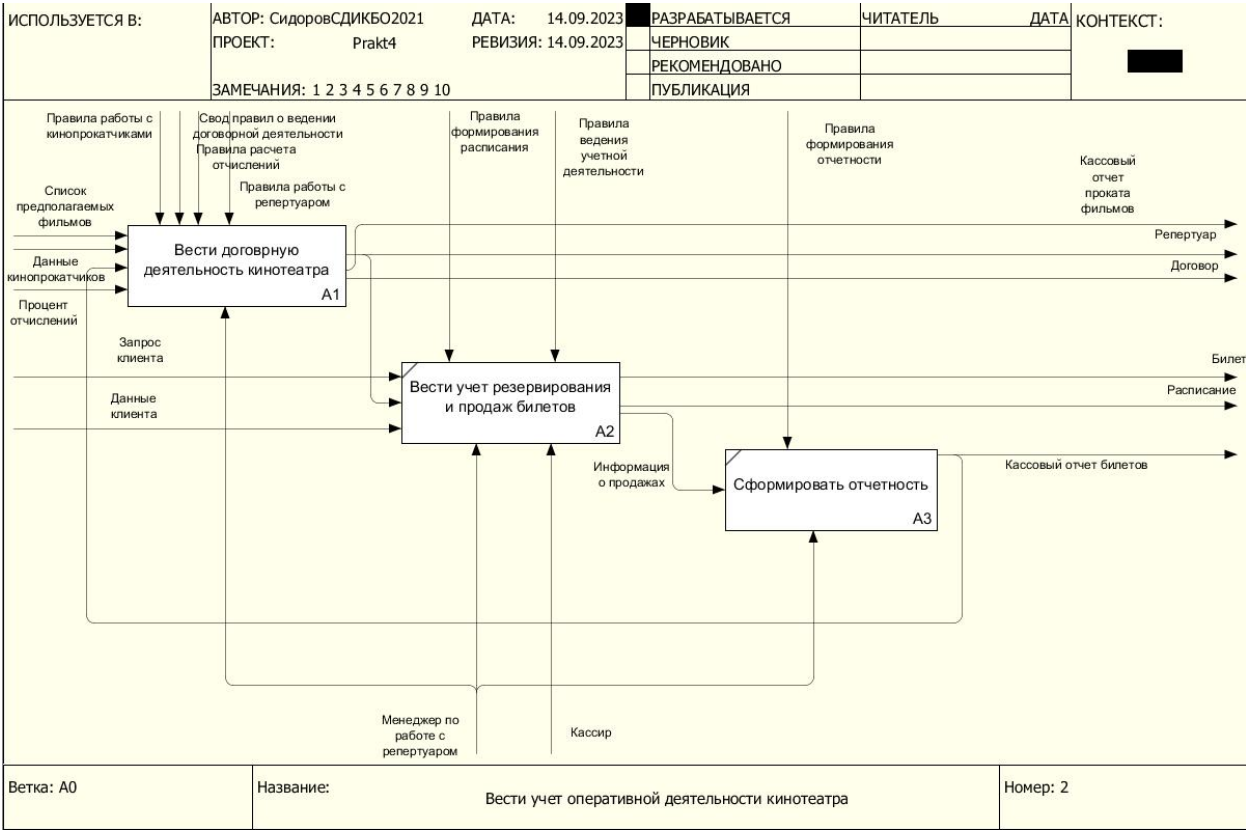 ИСПОЛЬЗУЕТСЯ В:
АВТОР: СидоровСДИКБО2021
ДАТА: 14.09.2023
ПРОЕКТ: Prakt4
РЕВИЗИЯ: 14.09.2023
ЗАМЕЧАНИЯ: 1 2 3 4 5 6 7 8 9 10
РАЗРАБАТЫВАЕТСЯ
ЧЕРНОВИК
РЕКОМЕНДОВАНО
ПУБЛИКАЦИЯ
ЧИТАТЕЛЬ
ДАТА
КОНТЕКСТ:
Правила работы с
кинопрокатчиками
Свод правил о ведении
договорной деятельности
Правила расчета
отчислений
Правила работы с
репертуаром
Правила
формирования
расписания
Правила
ведения
учетной
деятельности
Правила
формирования
отчетности
Кассовый
отчет
проката
фильмов
Список
предполагаемых
фильмов
Репертуар
Вести договрную
деятельность кинотеатра
A1
Договор
Данные
кинопрокатчиков
Процент
отчислений
Запрос
клиента
Билет
Вести учет резервирования
и продаж билетов
A2
Расписание
Данные
клиента
Информация
о продажах
Сформировать отчетность
A3
Кассовый отчет билетов
Менеджер по
работе с
репертуаром
Кассир
Ветка: A0
Название:
Вести учет оперативной деятельности кинотеатра
Номер: 2